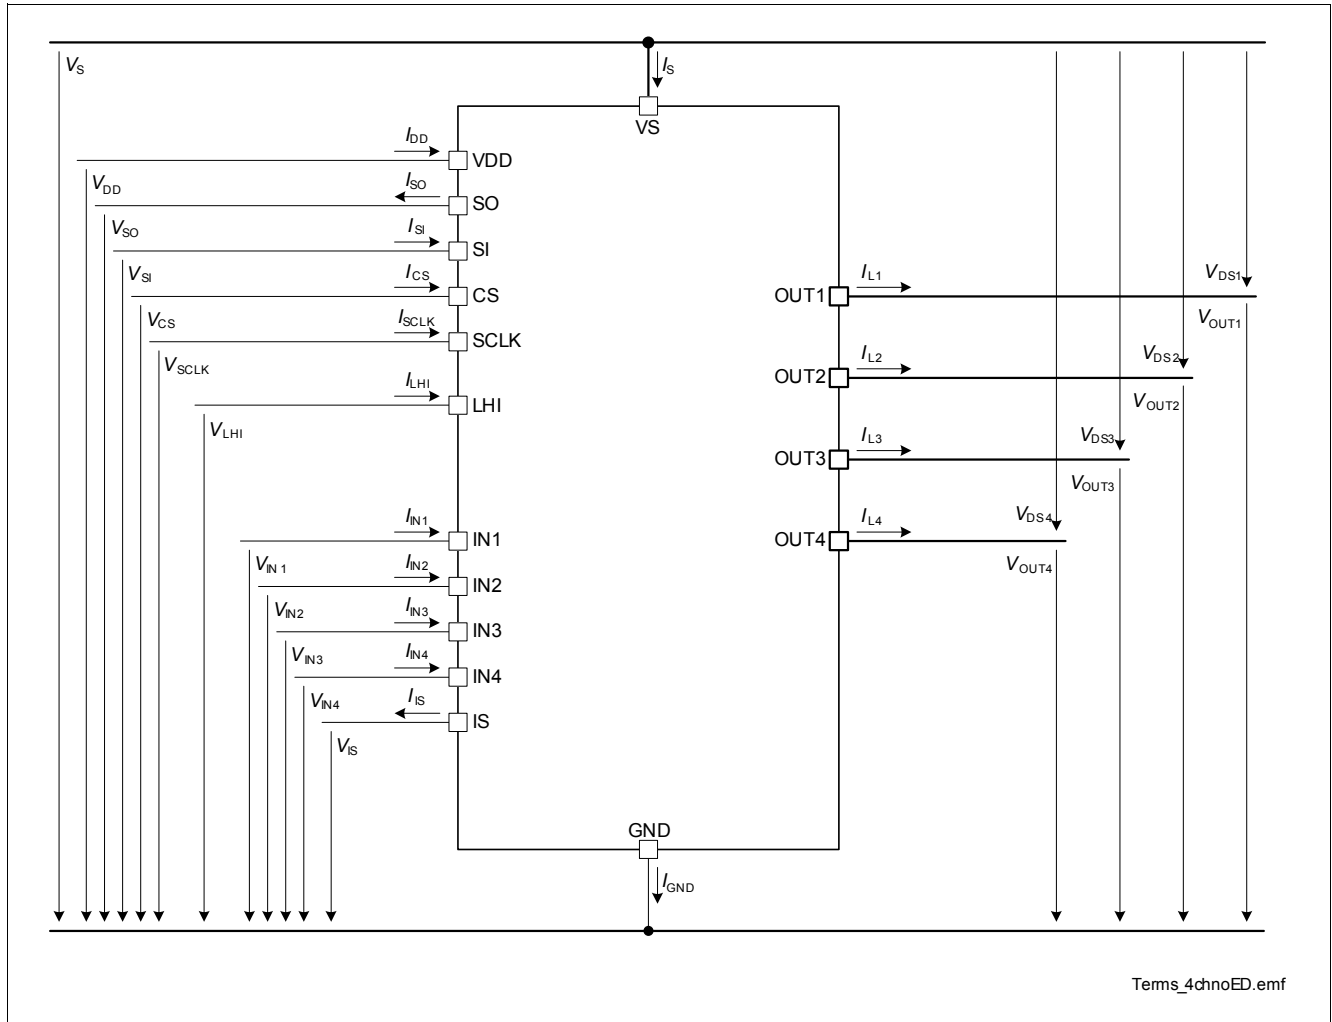 VS
IS
VS
IDD
VDD
VDD
ISO
SO
VSO
ISI
SI
VSI
ICS
CS
VCS
ISCLK
SCLK
VSCLK
ILHI
LHI
VLHI
IIN1
IN1
VIN 1
IIN2
IN2
VIN2
IIN3
IN3
VIN3
IIN4
IN4
VIN4
IIS
IS
VIS
OUT1
IL1
VDS1
VOUT1
OUT2
IL2
VDS2
VOUT2
OUT3
IL3
VDS3
VOUT3
OUT4
IL4
VDS4
VOUT4
GND
IGND
Terms_4chnoED.emf